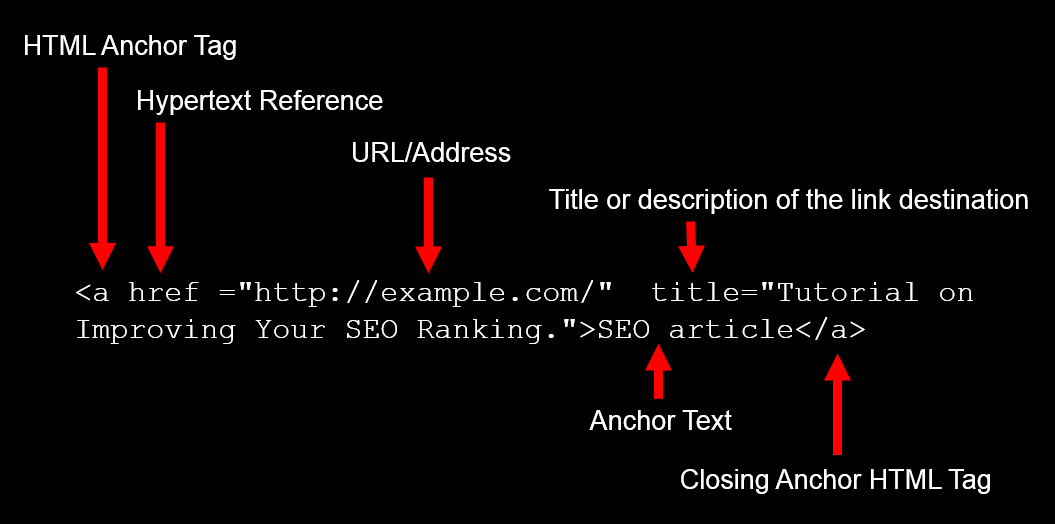 HTML Anchor Tag
Hypertext Reference
URL/Address
Title or description of the link destination
<a href ="http://example.com/"  title="Tutorial on
Improving Your SEO Ranking.">SEO article</a>
Anchor Text
Closing Anchor HTML Tag